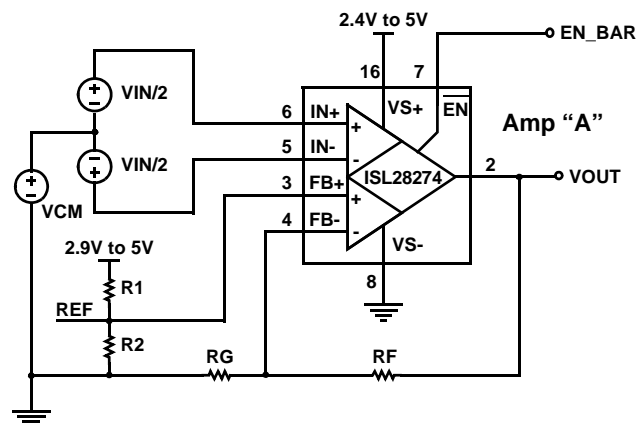 2.4V to 5V
EN_BAR
16 7
VIN/2
VS+ EN
6 IN+
+
-
Amp “A”
5 IN-
VIN/2
ISL28274
2
VOUT
3 FB+
VCM
4 FB-
VS-
2.9V to 5V
8
R1
REF
R2
RG
RF